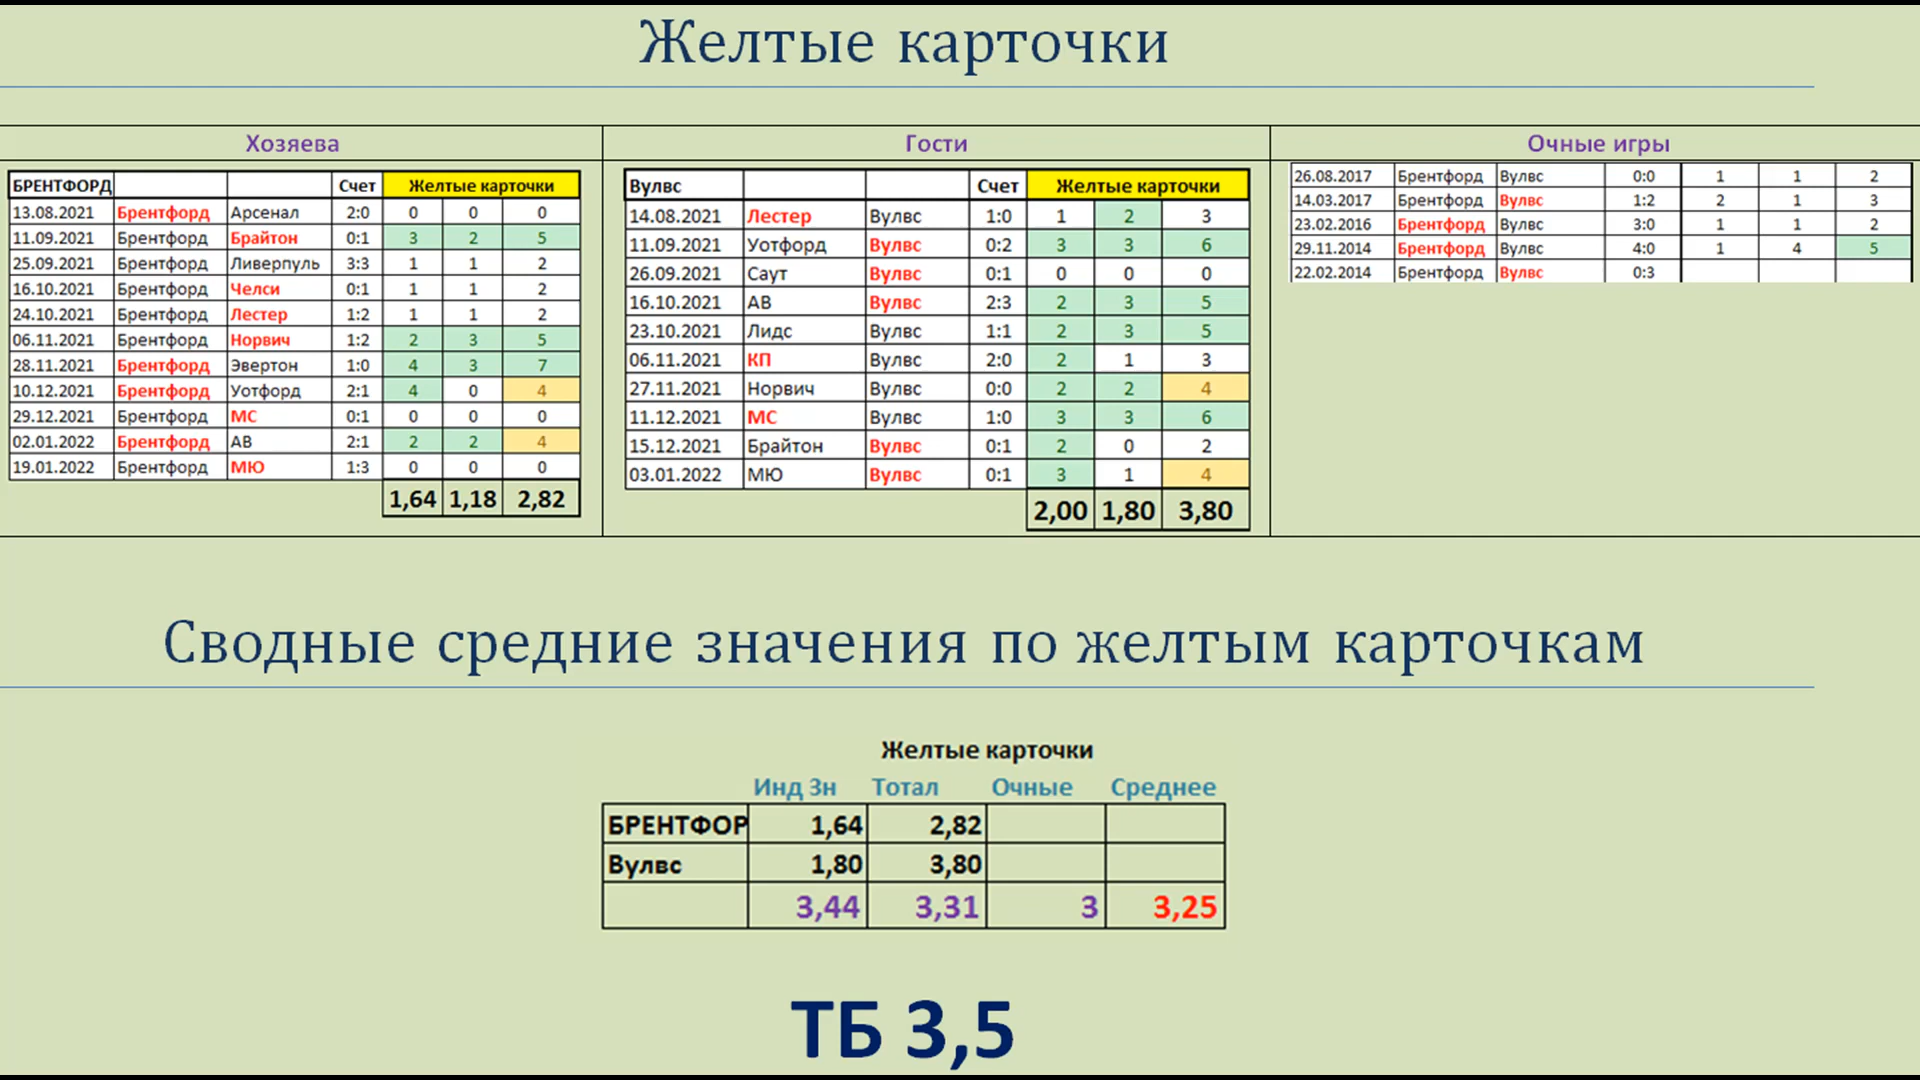 Желтые карточки
Хозяева
БРЕНТФОРД Счет Желтые карточки
13.08.2021 Брентфорд Арсенал 2:0 0 0 0
11.09.2021 Брентфорд Брайтон 0:1 3 2 5
25.09.2021 Брентфорд Ливерпуль 3:3 1 1 2
16.10.2021 Брентфорд Челси 0:1 1 1 2
24.10.2021 Брентфорд Лестер 1:2 1 1 2
06.11.2021 Брентфорд Норвич 1:2 2 3 5
28.11.2021 Брентфорд Эвертон 1:0 4 3 7
10.12.2021 Брентфорд Уотфорд 2:1 4 0 4
29.12.2021 Брентфорд МС 0:1 0 0 0
02.01.2022 Брентфорд АВ 2:1 2 2 4
19.01.2022 Брентфорд МЮ 1:3 0 0 0
1,64 1,18 2,82
Гости
Вулвс Счет Желтые карточки
14.08.2021 Лестер Вулвс 1:0 1 2 3
11.09.2021 Уотфорд Вулвс 0:2 3 3 6
26.09.2021 Саут Вулвс 0:1 0 0 0
16.10.2021 АВ Вулвс 2:3 2 3 5
23.10.2021 Лидс Вулвс 1:1 2 3 5
06.11.2021 КП Вулвс 2:0 2 1 3
27.11.2021 Норвич Вулвс 0:0 2 2 4
11.12.2021 МС Вулвс 1:0 3 3 6
15.12.2021 Брайтон Вулвс 0:1 2 0 2
03.01.2022 МЮ Вулвс 0:1 3 1 4
2,00 1,80 3,80
Очные игры
26.08.2017 Брентфорд Вулвс 0:0 1 1 2
14.03.2017 Брентфорд Вулвс 1:2 2 1 3
23.02.2016 Брентфорд Вулвс 3:0 1 1 2
29.11.2014 Брентфорд Вулвс 4:0 1 4 5
22.02.2014 Брентфорд Вулвс 0:3
Сводные средние значения по желтым карточкам
Желтые карточки
Инд Зн Тотал Очные Среднее
БРЕНТФОР 1,64 2,82
Вулвс 1,80 3,80
3,44 3,31 3 3,25
ТБ 3,5